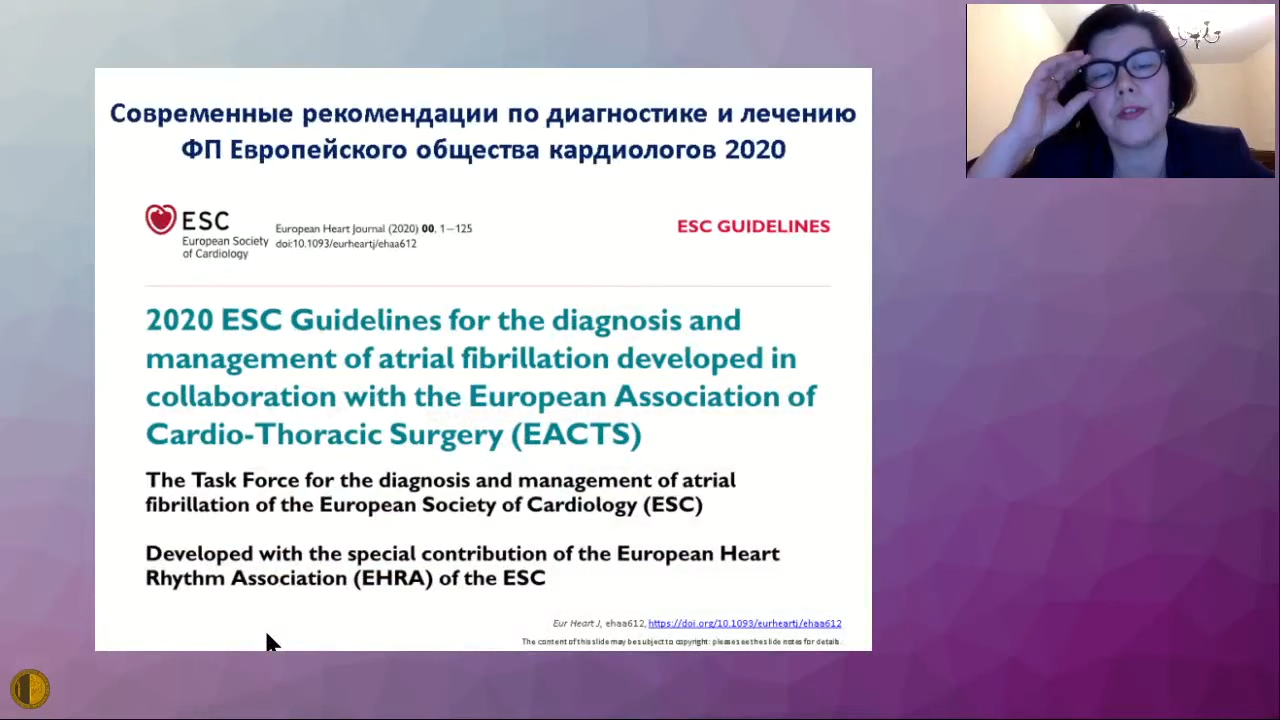 Современные рекомендации по диагностике и лечению
ФП Европейского общества кардиологов 2020
ESC
European Society
of Cardiology
European Heart Journal (2020) 00, 1–125
doi:10.1093/eurheartj/ehaa612
ESC GUIDELINES
2020 ESC Guidelines for the diagnosis and
management of atrial fibrillation developed in
collaboration with the European Association of
Cardio-Thoracic Surgery (EACTS)
The Task Force for the diagnosis and management of atrial
fibrillation of the European Society of Cardiology (ESC)
Developed with the special contribution of the European Heart
Rhythm Association (EHRA) of the ESC
Eur Heart J, ehaa612, https://doi.org/10.1093/eurheartj/ehaa612
The content of this slide may be subject to copyright: please see the slide notes for details.